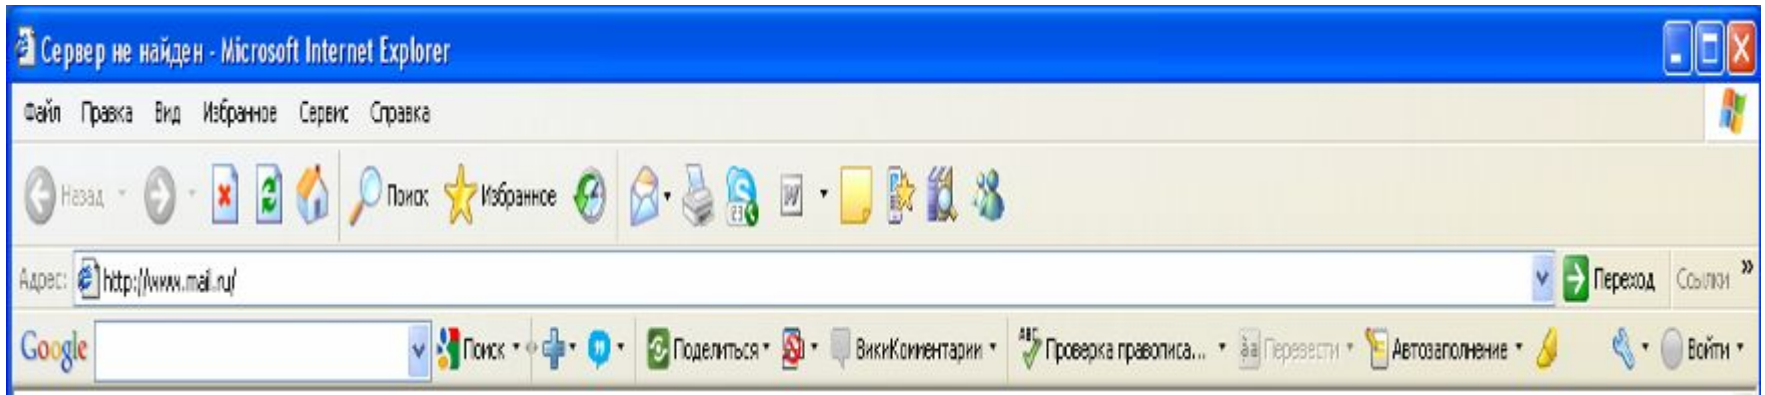 Сервер не найден - Microsoft Internet Explorer
Файл Правка Вид Избранное Сервис Справка
Назад Поиск Избранное
Адрес: http://www.mail.ru/ Переход Ссылки »
Google Поиск Поделиться ВикиКомментарии ABC Проверка правописа... Перевести Автозаполнение Войти